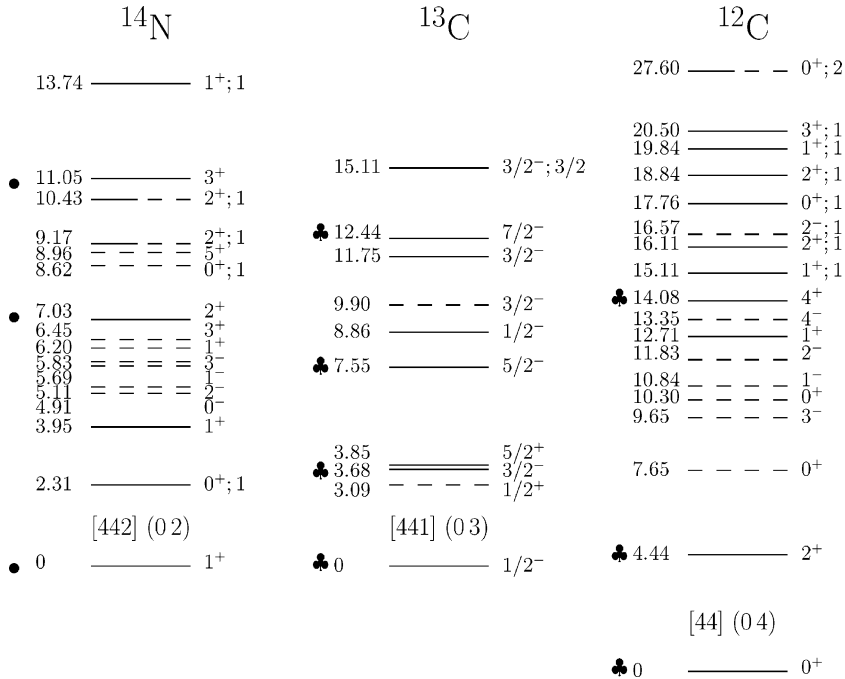 ¹⁴N
13.74 1⁺; 1
● 11.05 3⁺
10.43 2⁺; 1
9.17 2⁺; 1
8.96 5⁺
8.62 0⁺; 1
● 7.03 2⁺
6.45 3⁺
6.20 1⁺
5.83 3⁻
5.69 1⁻
5.11 2⁻
4.91 0⁻
3.95 1⁺
2.31 0⁺; 1
[442] (0 2)
● 0 1⁺
¹³C
15.11 3/2⁻; 3/2
♣ 12.44 7/2⁻
11.75 3/2⁻
9.90 3/2⁻
8.86 1/2⁻
♣ 7.55 5/2⁻
3.85 5/2⁺
♣ 3.68 3/2⁻
3.09 1/2⁺
[441] (0 3)
♣ 0 1/2⁻
¹²C
27.60 0⁺; 2
20.50 3⁺; 1
19.84 1⁺; 1
18.84 2⁺; 1
17.76 0⁺; 1
16.57 2⁻; 1
16.11 2⁺; 1
15.11 1⁺; 1
♣ 14.08 4⁺
13.35 4⁻
12.71 1⁺
11.83 2⁻
10.84 1⁻
10.30 0⁺
9.65 3⁻
7.65 0⁺
♣ 4.44 2⁺
[44] (0 4)
♣ 0 0⁺